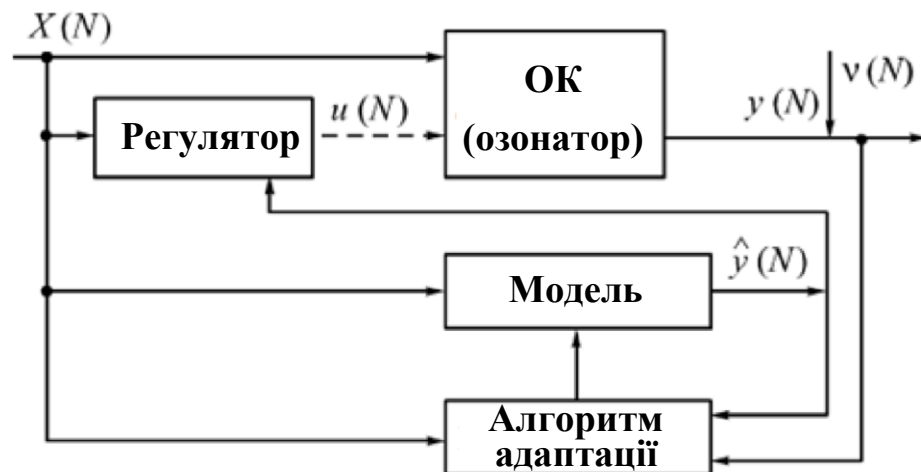 X (N)
ОК
(озонатор)
ν (N)
y (N)
u (N)
Регулятор
ŷ (N)
Модель
Алгоритм
адаптації